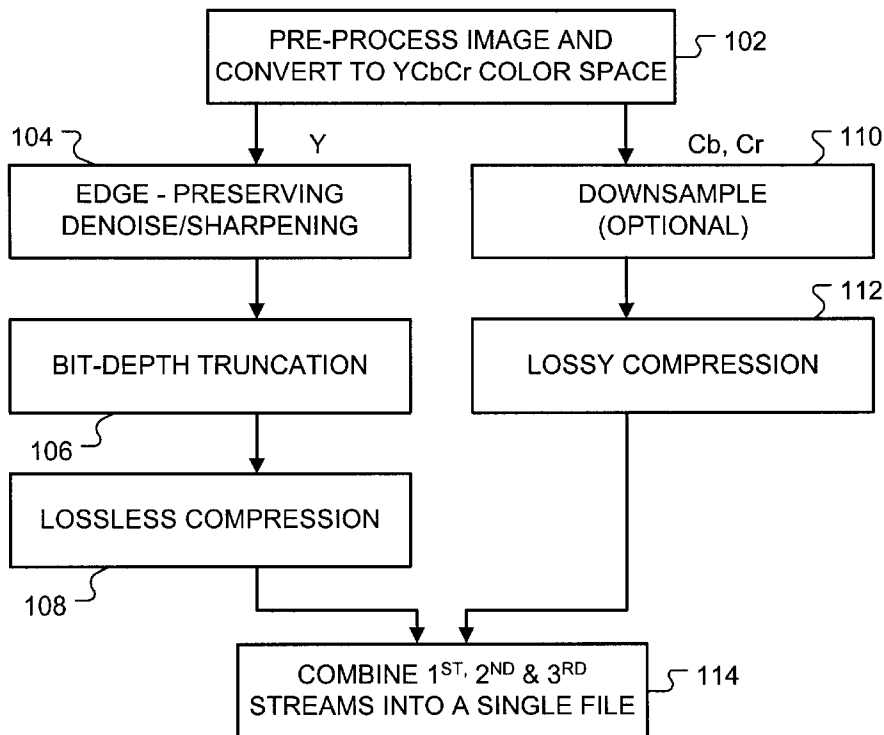 PRE-PROCESS IMAGE AND
CONVERT TO YCbCr COLOR SPACE
102
104
Y
Cb, Cr
110
EDGE - PRESERVING
DENOISE/SHARPENING
DOWNSAMPLE
(OPTIONAL)
112
BIT-DEPTH TRUNCATION
LOSSY COMPRESSION
106
LOSSLESS COMPRESSION
108
COMBINE 1ST, 2ND & 3RD
STREAMS INTO A SINGLE FILE
114